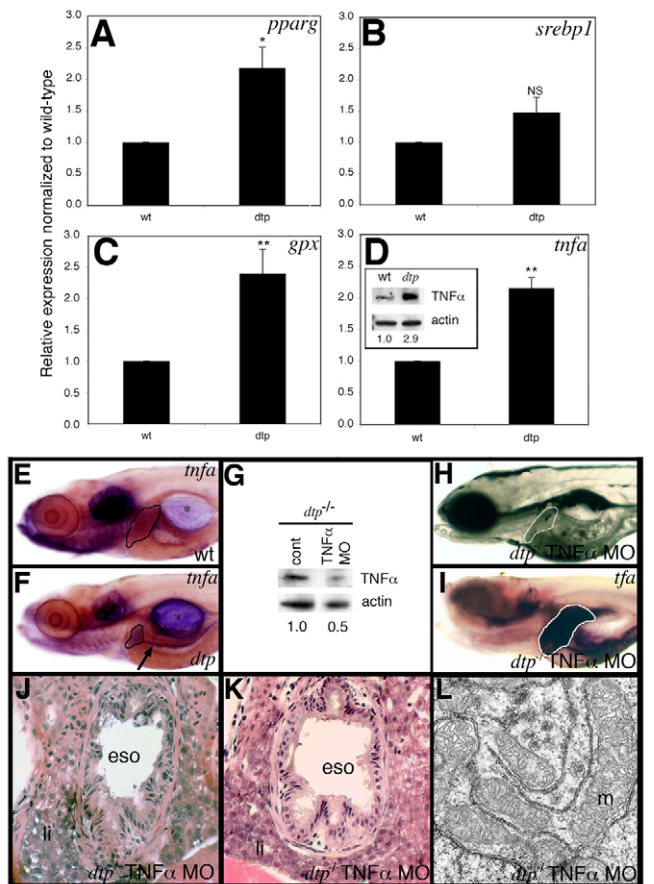 Relative expression normalized to wild-type
A
pparg
3.0
2.5
2.0
1.5
1.0
0.5
0.0
*
wt
dtp
B
srebp1
3.0
2.5
2.0
1.5
1.0
0.5
0.0
NS
wt
dtp
C
gpx
3.0
2.5
2.0
1.5
1.0
0.5
0.0
**
wt
dtp
D
tnfa
3.0
2.5
2.0
1.5
1.0
0.5
0.0
**
wt dtp
TNFα
actin
1.0 2.9
wt
dtp
E
tnfa
*
wt
F
tnfa
*
dtp
G
dtp-/-
cont
TNFα
MO
TNFα
actin
1.0 0.5
H
dtp-/-TNFα MO
I
tfa
dtp-/-TNFα MO
J
eso
li
dtp-/-TNFα MO
K
eso
li
dtp-/-TNFα MO
L
m
dtp-/-TNFα MO